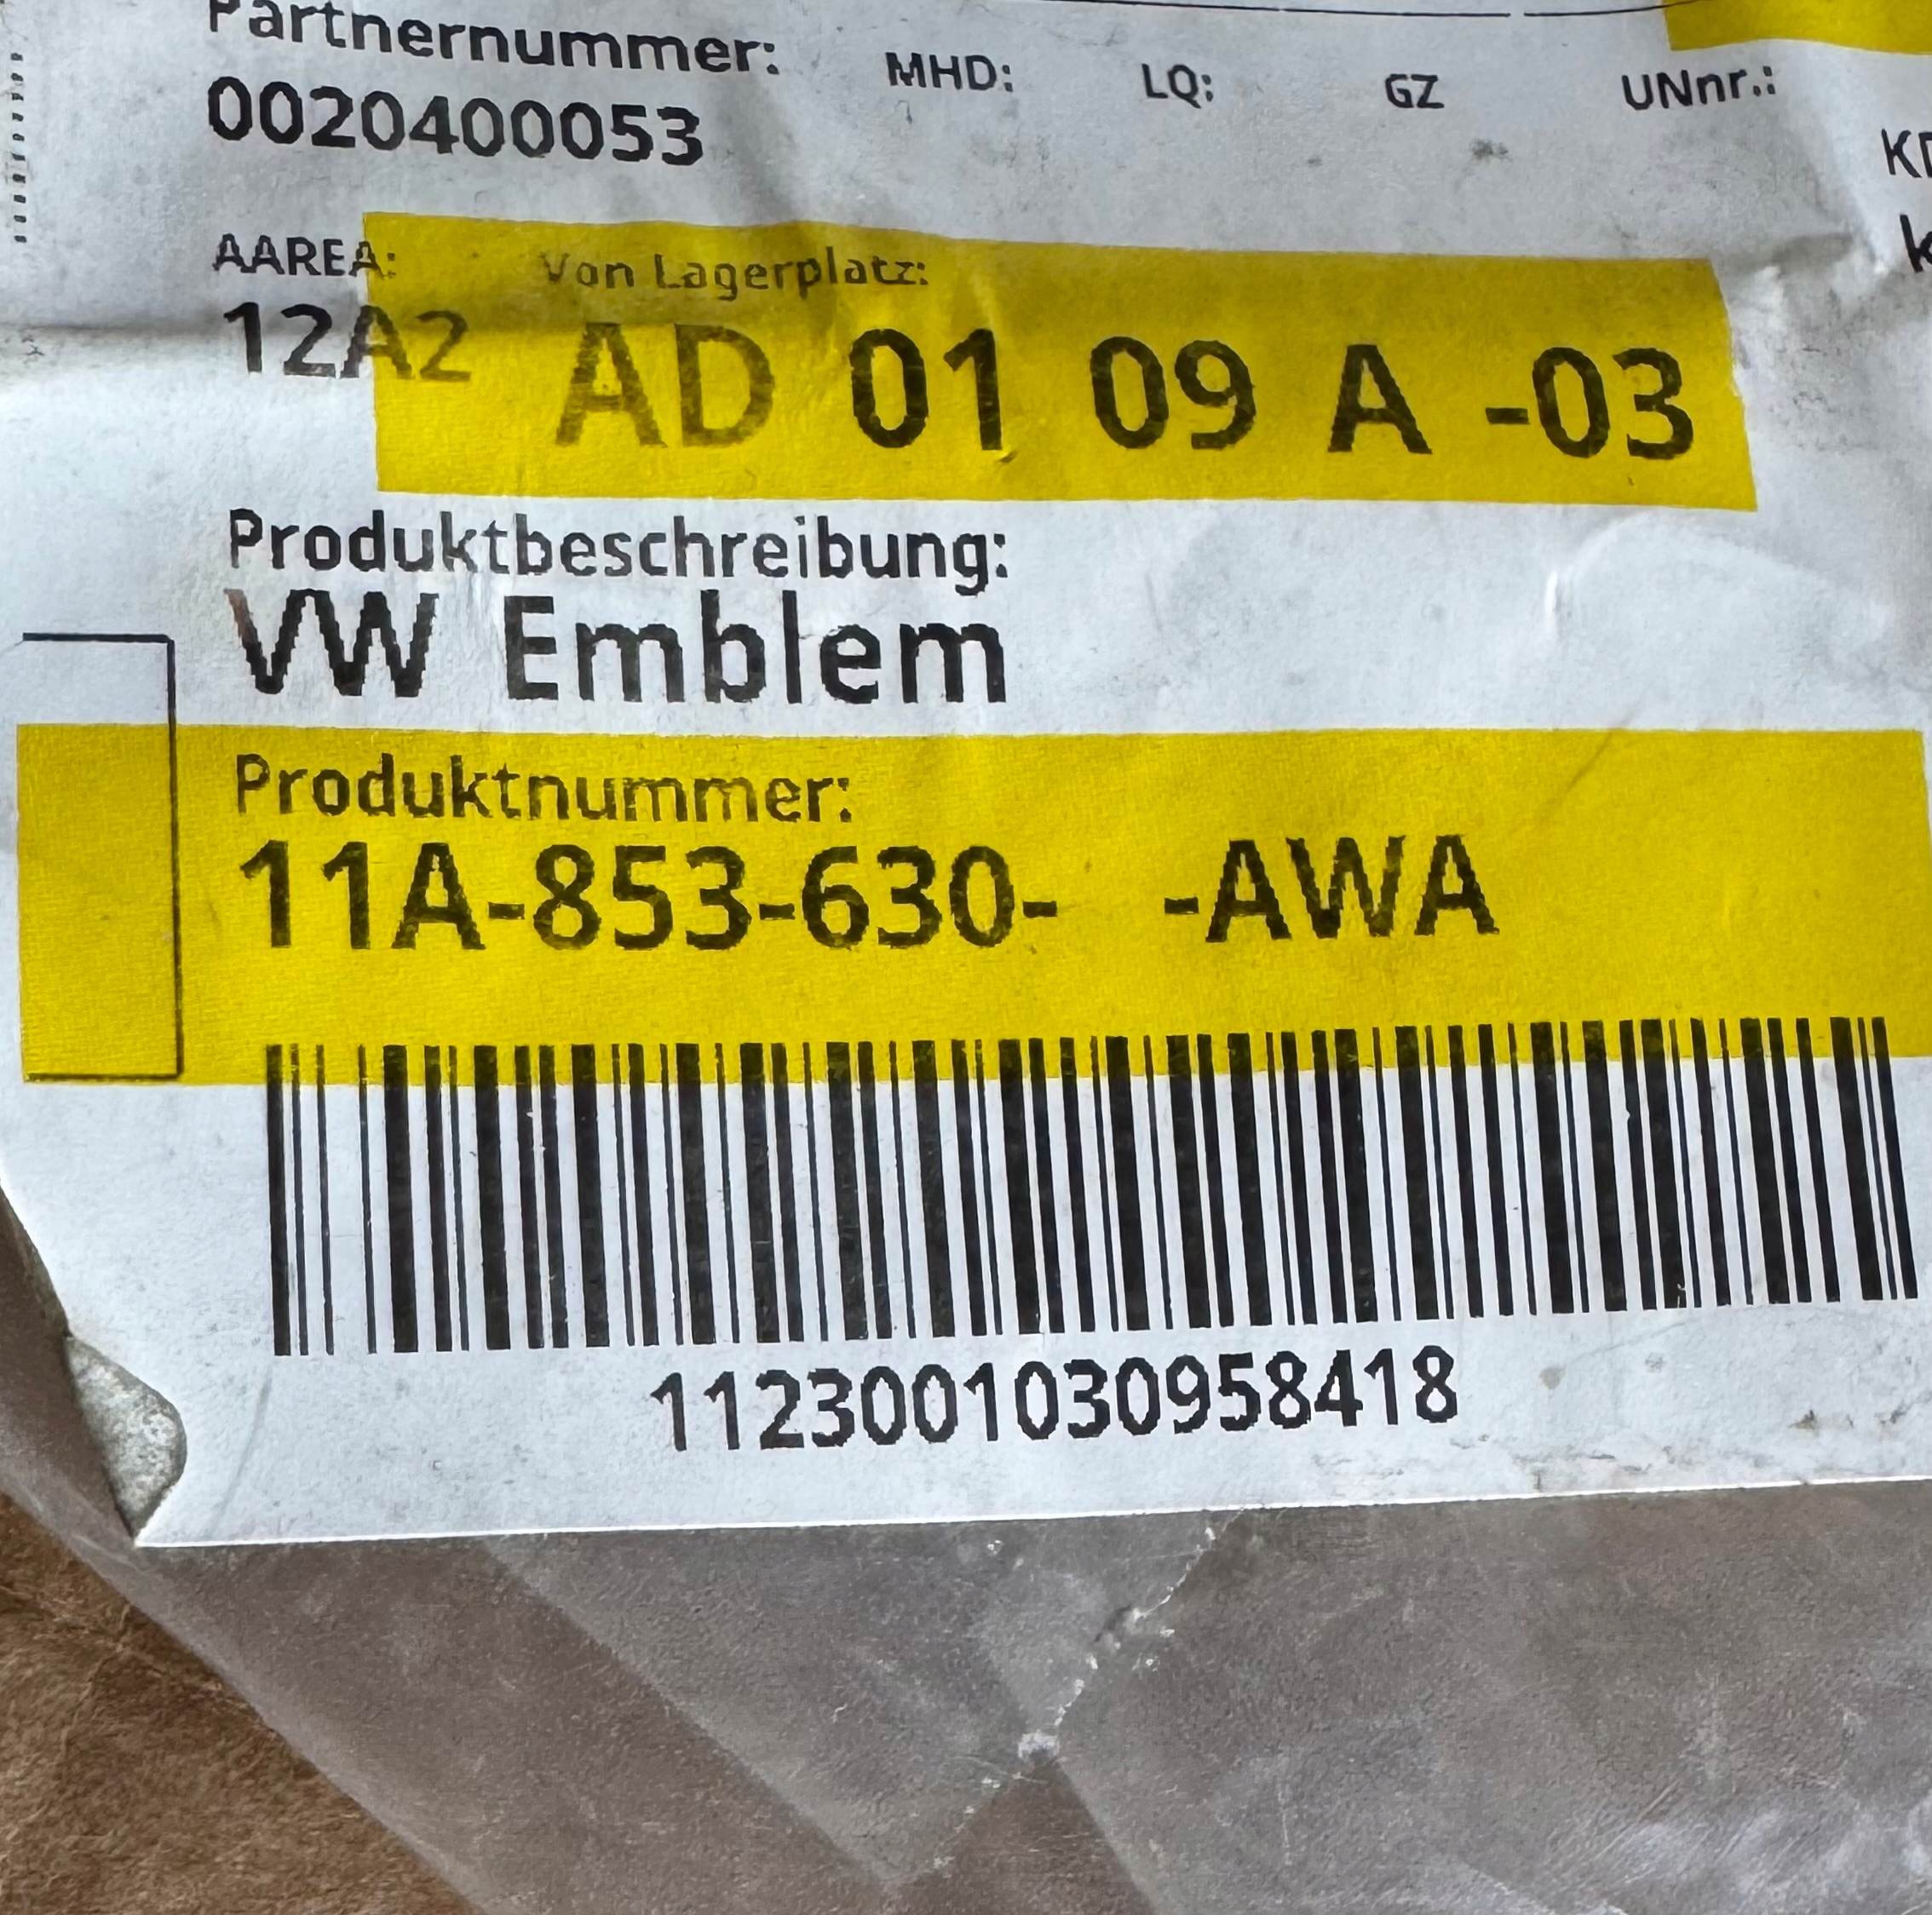 Partnernummer:
MHD: LQ: GZ UNnr.:
0020400053
AAREA: Von Lagerplatz:
12A2 AD 01 09 A -03
Produktbeschreibung:
VW Emblem
Produktnummer:
11A-853-630- -AWA
1123001030958418